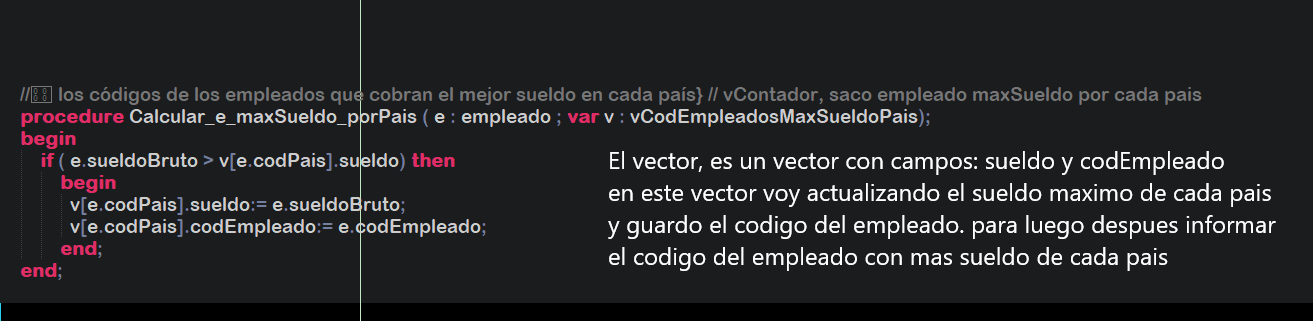 // los códigos de los empleados que cobran el mejor sueldo en cada país} // vContador, saco empleado maxSueldo por cada pais
procedure Calcular_e_maxSueldo_porPais ( e : empleado ; var v : vCodEmpleadosMaxSueldoPais);
begin
if ( e.sueldoBruto > v[e.codPais].sueldo) then
begin
v[e.codPais].sueldo:= e.sueldoBruto;
v[e.codPais].codEmpleado:= e.codEmpleado;
end;
end;
El vector, es un vector con campos: sueldo y codEmpleado
en este vector voy actualizando el sueldo maximo de cada pais
y guardo el codigo del empleado. para luego despues informar
el codigo del empleado con mas sueldo de cada pais